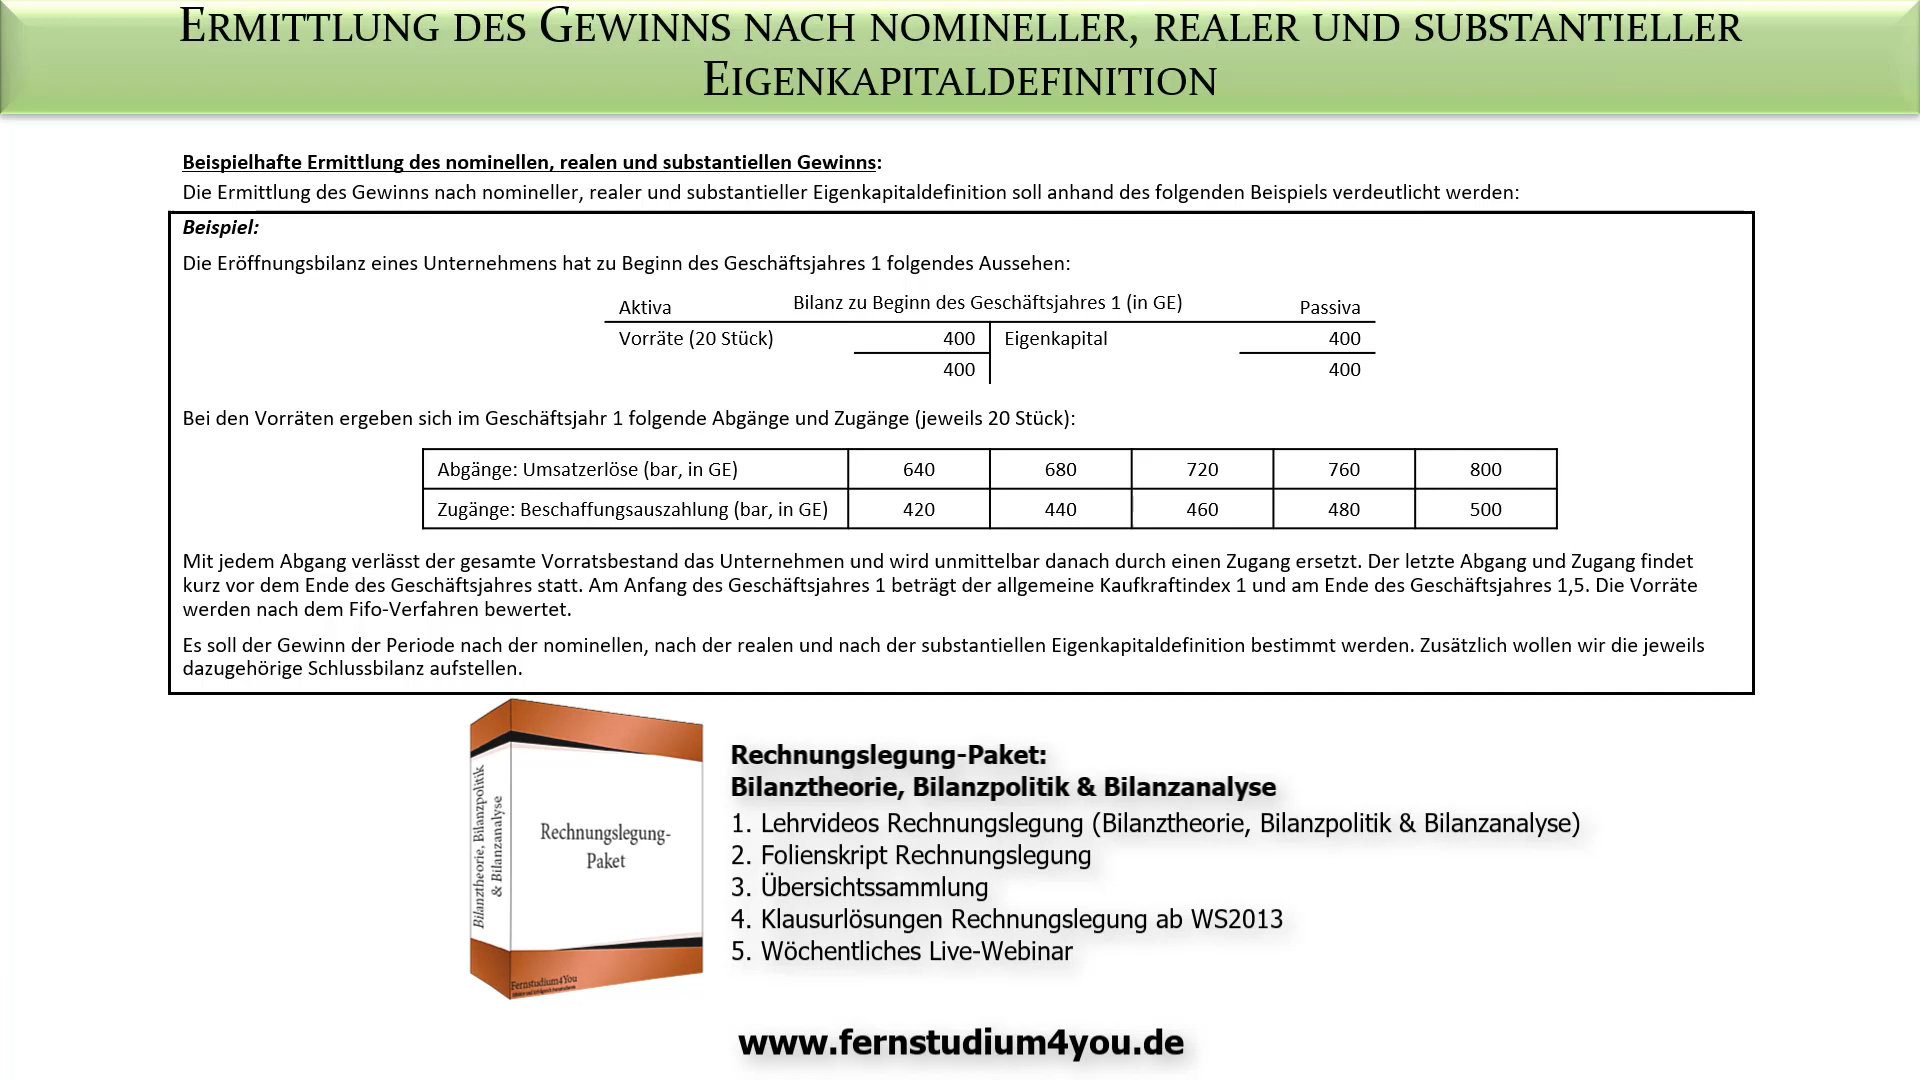 ERMITTLUNG DES GEWINNS NACH NOMINELLER, REALER UND SUBSTANTIELLER
EIGENKAPITALDEFINITION
Beispielhafte Ermittlung des nominellen, realen und substantiellen Gewinns:
Die Ermittlung des Gewinns nach nomineller, realer und substantieller Eigenkapitaldefinition soll anhand des folgenden Beispiels verdeutlicht werden:
Beispiel:
Die Eröffnungsbilanz eines Unternehmens hat zu Beginn des Geschäftsjahres 1 folgendes Aussehen:
Aktiva Bilanz zu Beginn des Geschäftsjahres 1 (in GE) Passiva
Vorräte (20 Stück) 400 Eigenkapital 400
400 400
Bei den Vorräten ergeben sich im Geschäftsjahr 1 folgende Abgänge und Zugänge (jeweils 20 Stück):
Abgänge: Umsatzerlöse (bar, in GE) 640 680 720 760 800
Zugänge: Beschaffungsauszahlung (bar, in GE) 420 440 460 480 500
Mit jedem Abgang verlässt der gesamte Vorratsbestand das Unternehmen und wird unmittelbar danach durch einen Zugang ersetzt. Der letzte Abgang und Zugang findet
kurz vor dem Ende des Geschäftsjahres statt. Am Anfang des Geschäftsjahres 1 beträgt der allgemeine Kaufkraftindex 1 und am Ende des Geschäftsjahres 1,5. Die Vorräte
werden nach dem Fifo-Verfahren bewertet.
Es soll der Gewinn der Periode nach der nominellen, nach der realen und nach der substantiellen Eigenkapitaldefinition bestimmt werden. Zusätzlich wollen wir die jeweils
dazugehörige Schlussbilanz aufstellen.
Bilanztheorie, Bilanzpolitik
& Bilanzanalyse
Rechnungslegung-
Paket
Fernstudium4You
Rechnungslegung-Paket:
Bilanztheorie, Bilanzpolitik & Bilanzanalyse
1. Lehrvideos Rechnungslegung (Bilanztheorie, Bilanzpolitik & Bilanzanalyse)
2. Folienskript Rechnungslegung
3. Übersichtssammlung
4. Klausurlösungen Rechnungslegung ab WS2013
5. Wöchentliches Live-Webinar
www.fernstudium4you.de